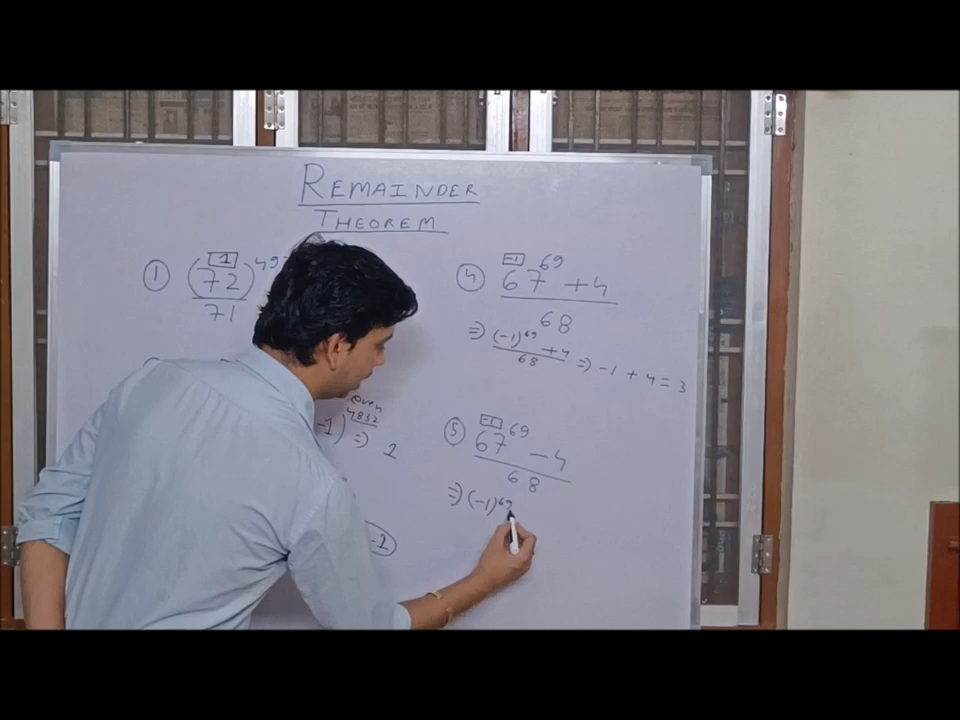 REMAINDER
THEOREM
① (72)
1
71
even
4832
-1) ⇒ 1
-1
④ 67^69 + 4
-1
68
⇒ (-1)^69 + 4
68
⇒ -1 + 4 = 3
⑤ 67^69 - 4
-1
68
⇒ (-1)^69